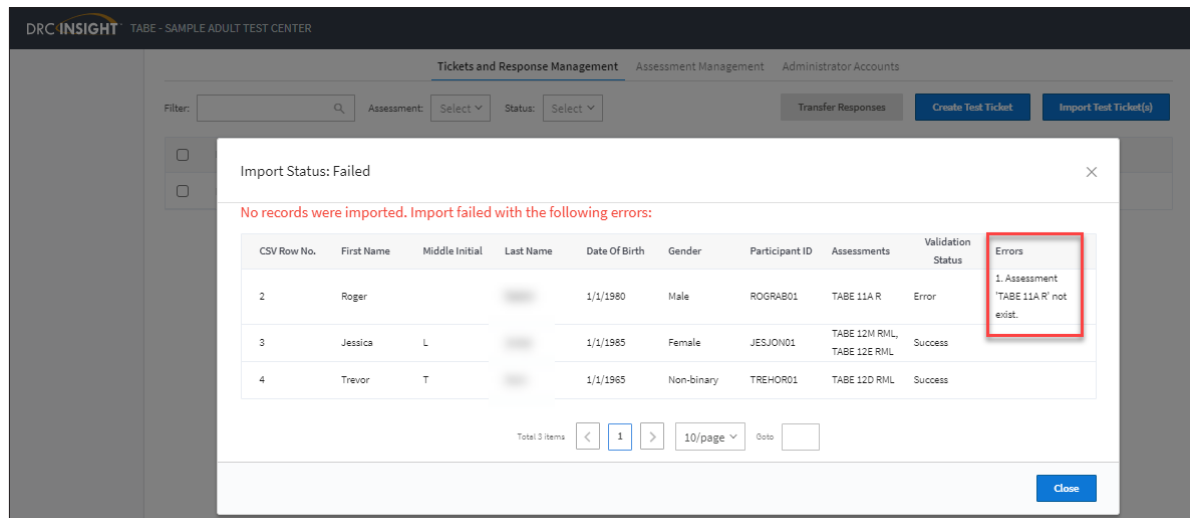 DRC INSIGHT TABE - SAMPLE ADULT TEST CENTER
Tickets and Response Management Assessment Management Administrator Accounts
Filter: Assessment: Select Status: Select Transfer Responses Create Test Ticket Import Test Ticket(s)
Import Status: Failed
No records were imported. Import failed with the following errors:
CSV Row No. First Name Middle Initial Last Name Date Of Birth Gender Participant ID Assessments Validation Status Errors
2 Roger 1/1/1980 Male ROGRAB01 TABE 11A R Error 1. Assessment 'TABE 11A R' not exist.
3 Jessica L 1/1/1985 Female JESJON01 TABE 12M RML, TABE 12E RML Success
4 Trevor T 1/1/1965 Non-binary TREHOR01 TABE 12D RML Success
Total 3 items < 1 > 10/page Goto
Close